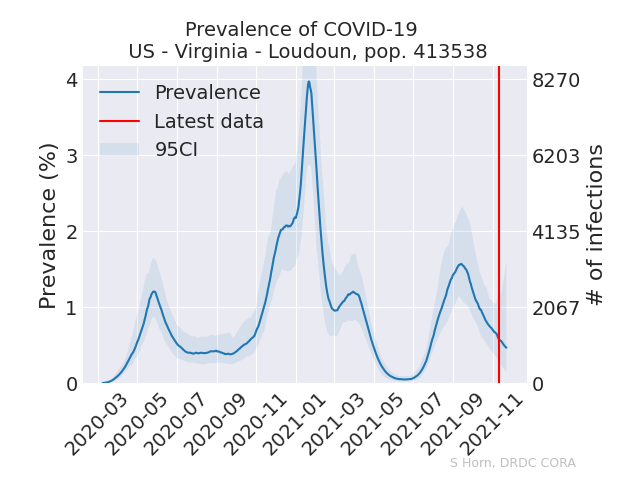 Prevalence of COVID-19
US - Virginia - Loudoun, pop. 413538
Prevalence
Latest data
95CI
Prevalence (%)
4
3
2
1
0
8270
6203
4135
2067
0
# of infections
2020-03
2020-05
2020-07
2020-09
2020-11
2021-01
2021-03
2021-05
2021-07
2021-09
2021-11
S Horn, DRDC CORA